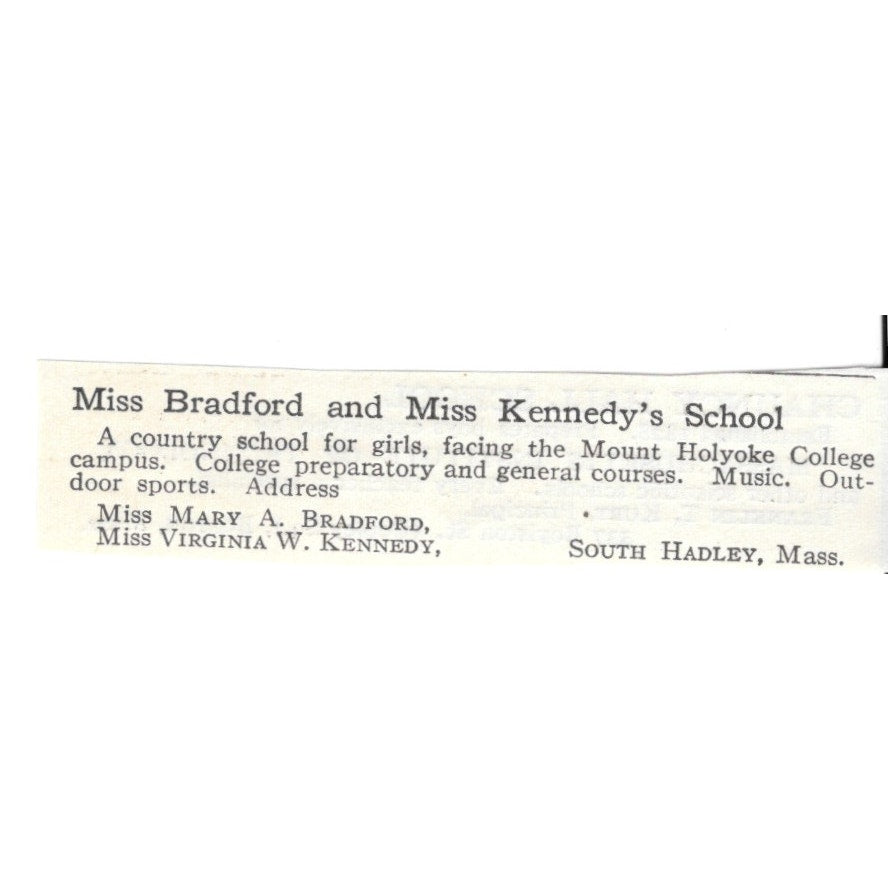 Miss Bradford and Miss Kennedy's School
A country school for girls, facing the Mount Holyoke College
campus. College preparatory and general courses. Music. Out-
door sports. Address
Miss MARY A. BRADFORD,
Miss VIRGINIA W. KENNEDY, SOUTH HADLEY, Mass.